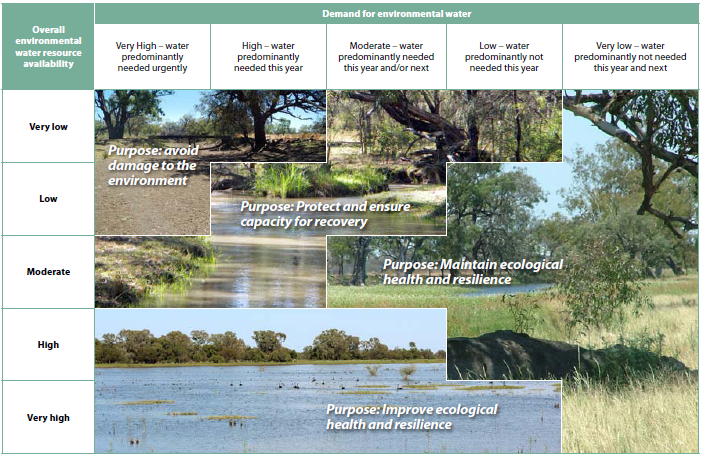 Overall
environmental
water resource
availability
Demand for environmental water
Very High – water
predominantly
needed urgently
High – water
predominantly
needed this year
Moderate – water
predominantly needed
this year and/or next
Low – water
predominantly not
needed this year
Very low – water
predominantly not needed
this year and next
Very low
Purpose: avoid
damage to the
environment
Low
Purpose: Protect and ensure
capacity for recovery
Moderate
Purpose: Maintain ecological
health and resilience
High
Very high
Purpose: Improve ecological
health and resilience